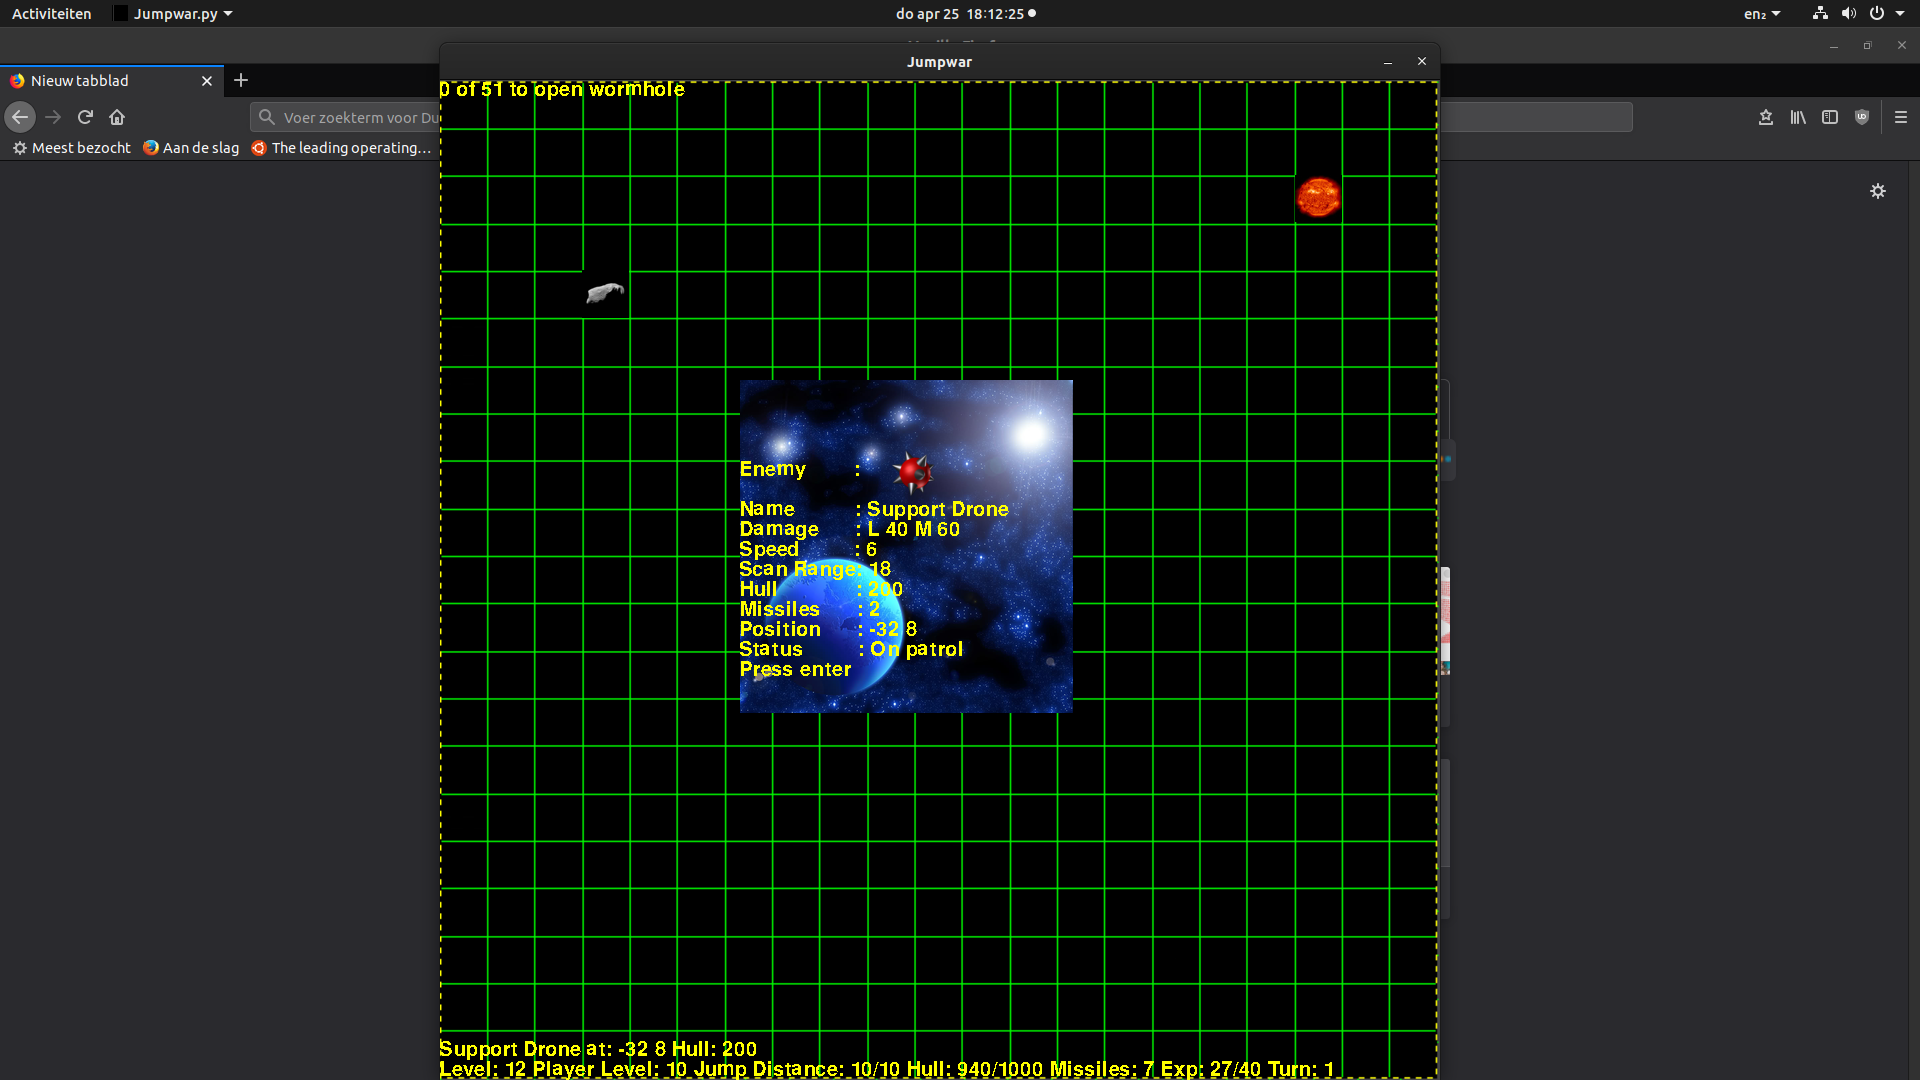 Activiteiten Jumpwar.py do apr 25 18:12:25 en₂
Jumpwar
Nieuw tabblad
0 of 51 to open wormhole
Voer zoekterm voor Du
Meest bezocht Aan de slag The leading operating…
Enemy :
Name : Support Drone
Damage : L 40 M 60
Speed : 6
Scan Range: 18
Hull : 200
Missiles : 2
Position : -32 8
Status : On patrol
Press enter
Support Drone at: -32 8 Hull: 200
Level: 12 Player Level: 10 Jump Distance: 10/10 Hull: 940/1000 Missiles: 7 Exp: 27/40 Turn: 1